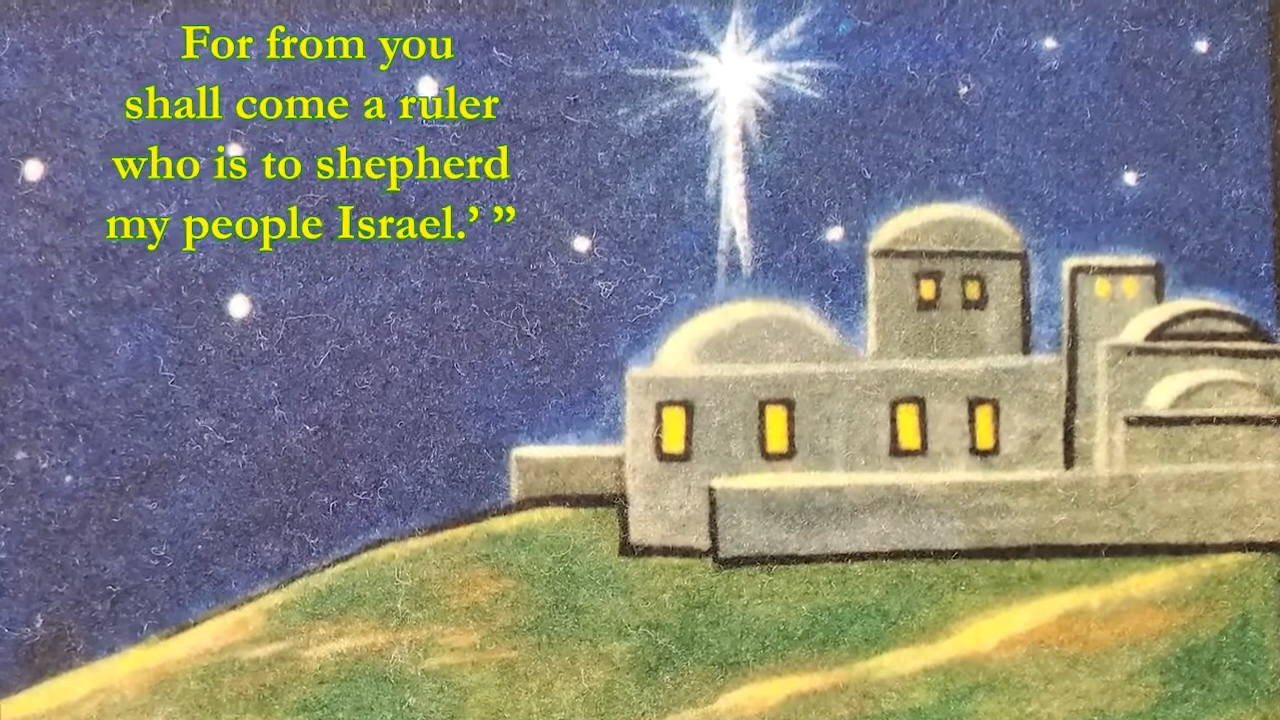 For from you
shall come a ruler
who is to shepherd
my people Israel.’ ”